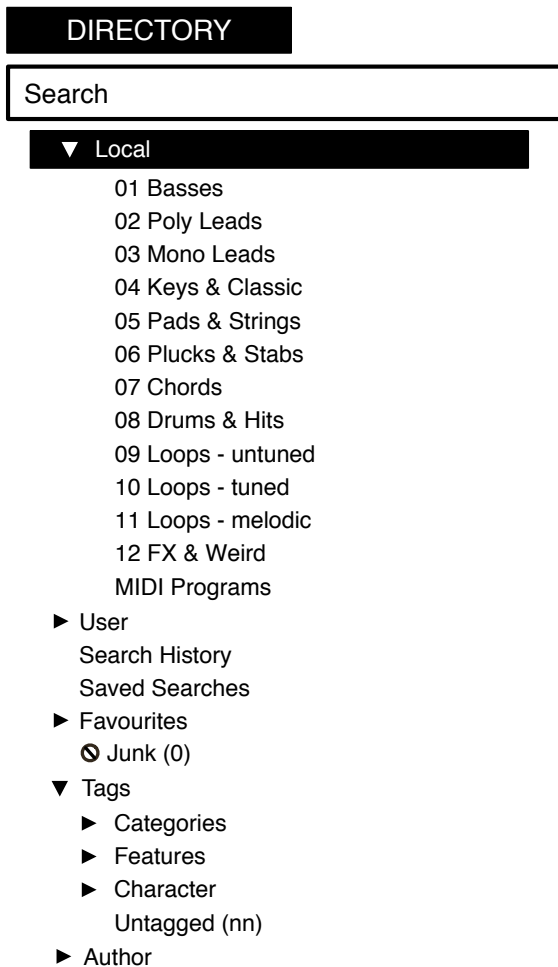 DIRECTORY
Search
▼ Local
01 Basses
02 Poly Leads
03 Mono Leads
04 Keys & Classic
05 Pads & Strings
06 Plucks & Stabs
07 Chords
08 Drums & Hits
09 Loops - untuned
10 Loops - tuned
11 Loops - melodic
12 FX & Weird
MIDI Programs
► User
Search History
Saved Searches
► Favourites
Junk (0)
▼ Tags
► Categories
► Features
► Character
Untagged (nn)
► Author